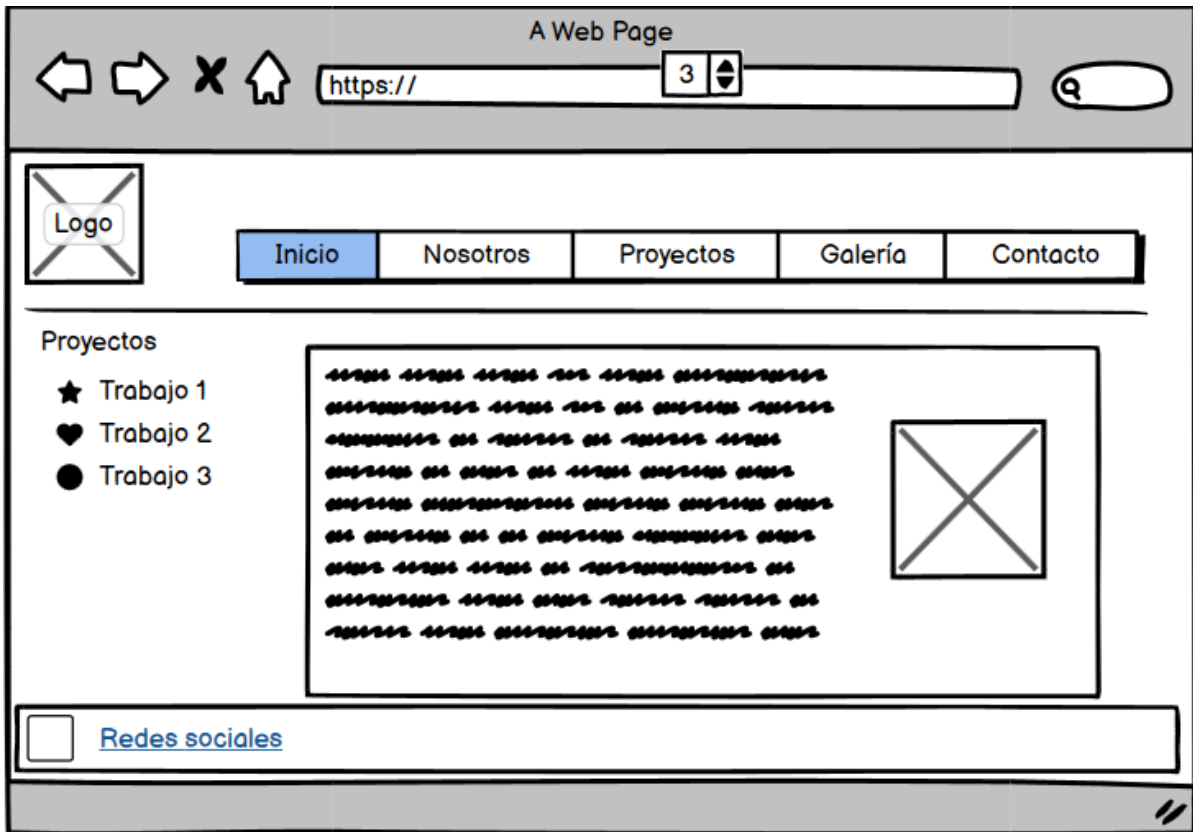 A Web Page
https://
3
Logo
Inicio Nosotros Proyectos Galería Contacto
Proyectos
Trabajo 1
Trabajo 2
Trabajo 3
Redes sociales